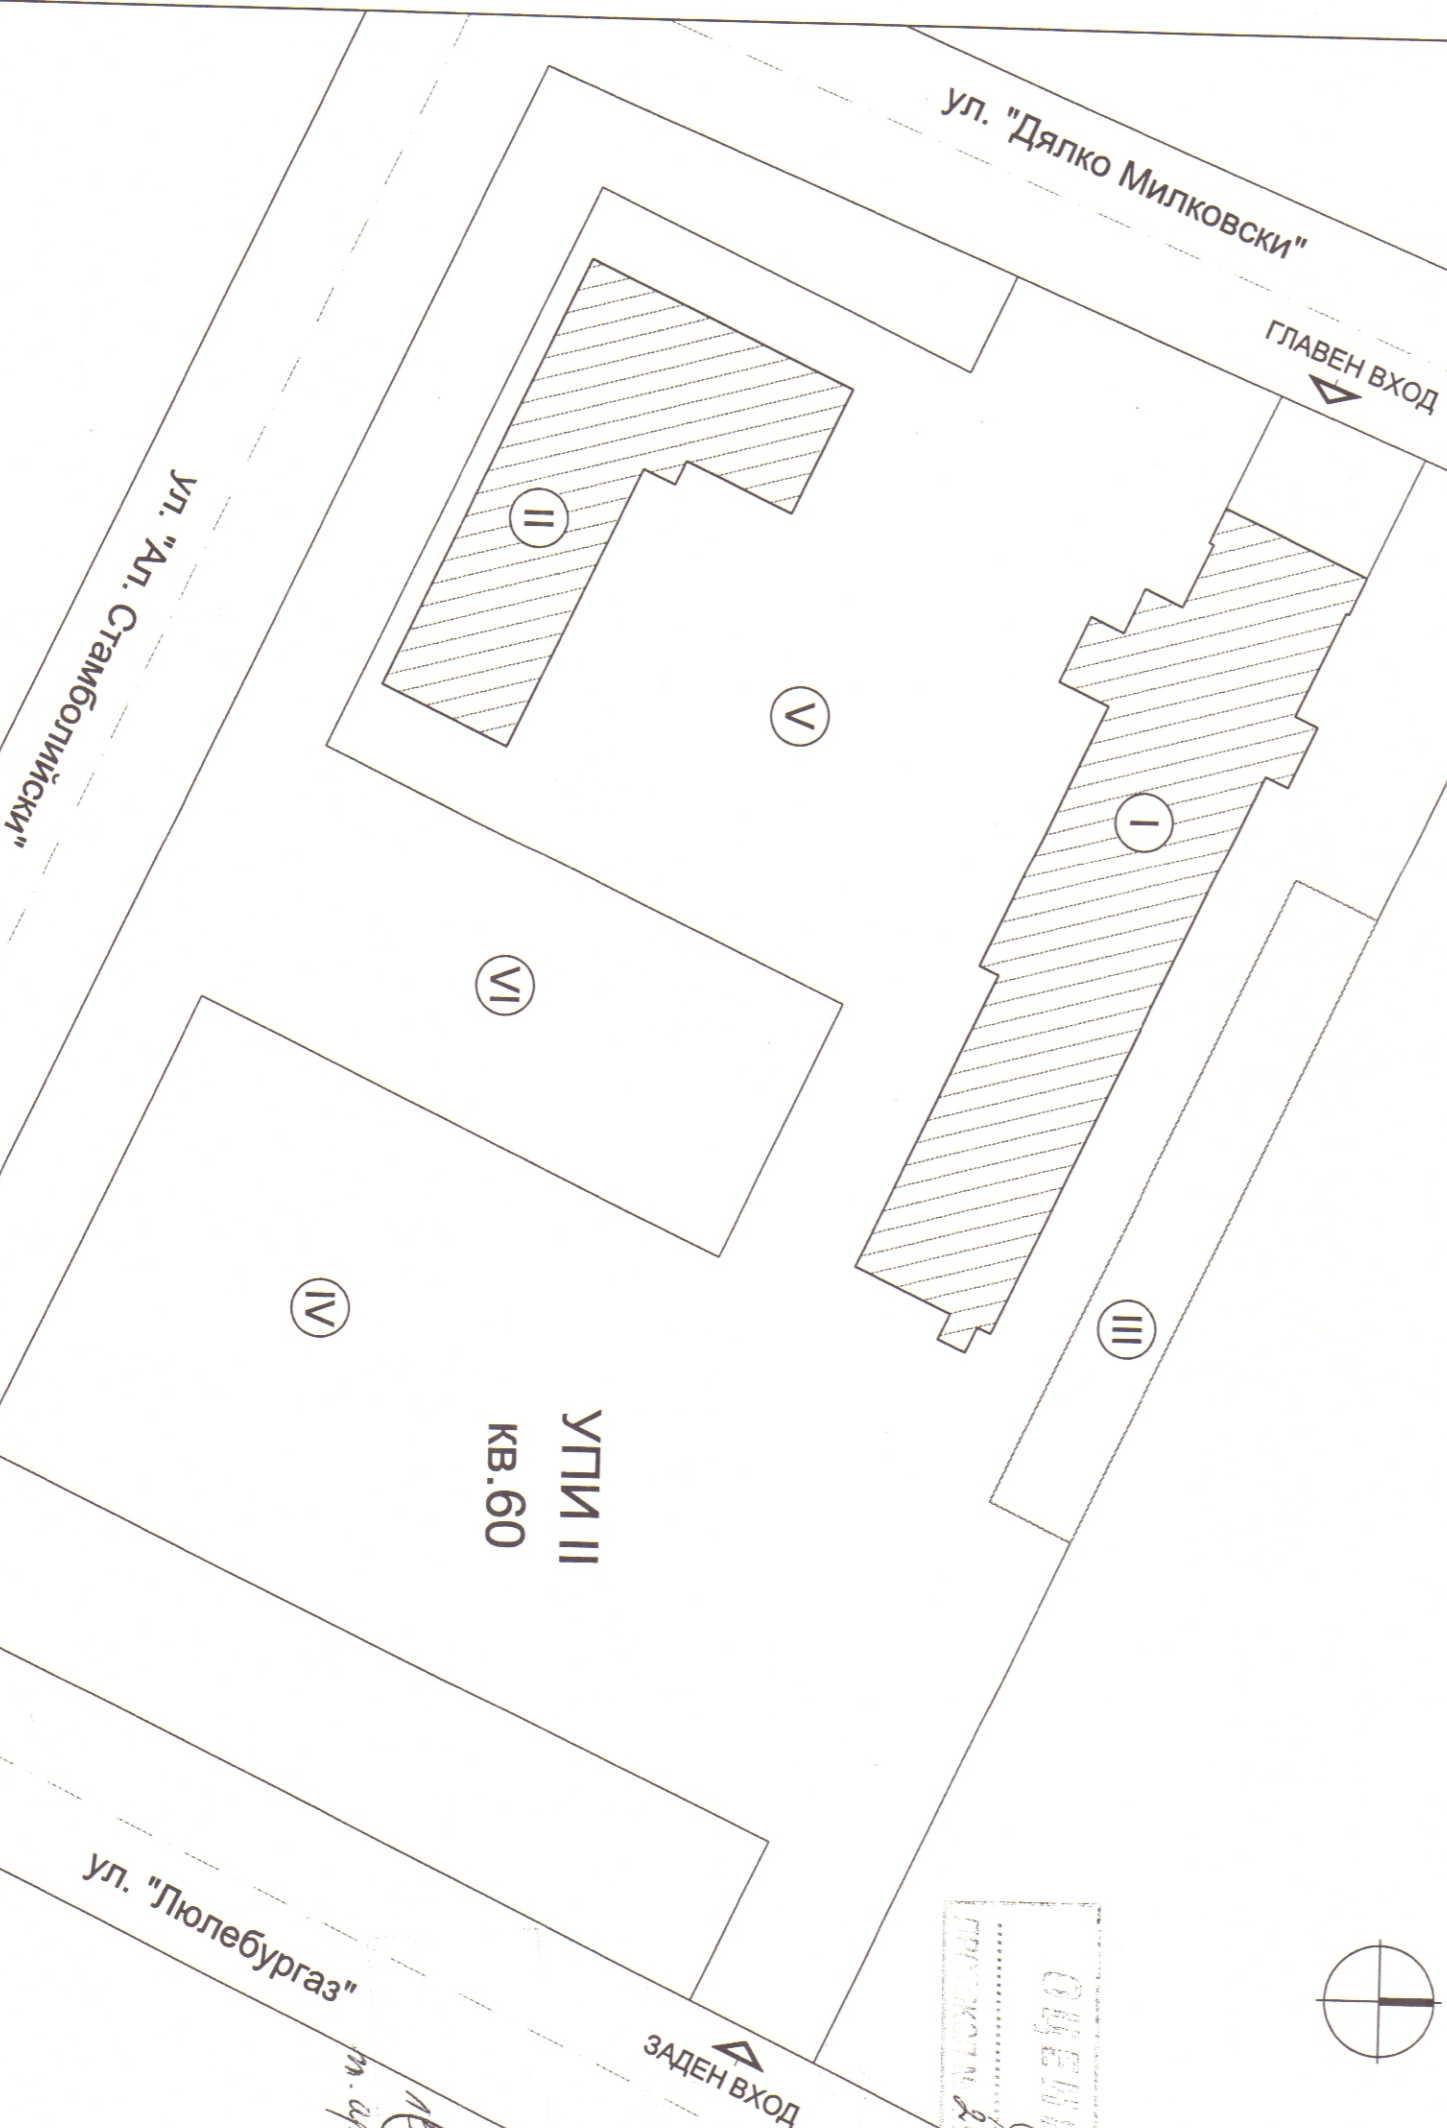 ул. "Дялко Милковски"
ГЛАВЕН ВХОД
ул. "Ал. Стамболийски"
II
V
I
VI
III
IV
УПИ II
кв.60
ул. "Люлебургаз"
ЗАДЕН ВХОД